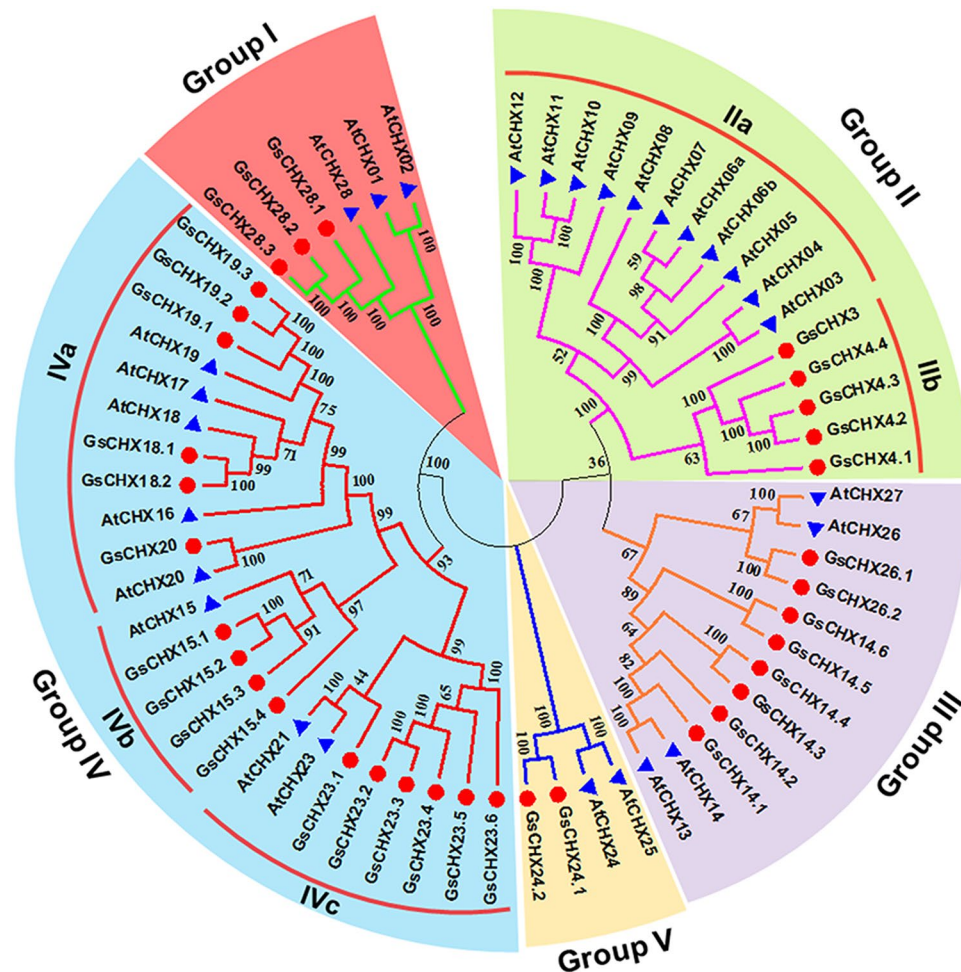 Group I
AtCHX02
AtCHX01
AtCHX28
GsCHX28.1
GsCHX28.2
GsCHX28.3
100
100
100
100
100
Group II
IIa
AtCHX12
AtCHX11
AtCHX10
AtCHX09
AtCHX08
AtCHX07
AtCHX06a
AtCHX06b
AtCHX05
AtCHX04
AtCHX03
100
100
100
59
98
91
100
100
99
52
100
IIb
GsCHX3
GsCHX4.4
GsCHX4.3
GsCHX4.2
GsCHX4.1
100
100
100
63
36
Group III
AtCHX27
AtCHX26
GsCHX26.1
GsCHX26.2
GsCHX14.6
GsCHX14.5
GsCHX14.4
GsCHX14.3
GsCHX14.2
GsCHX14.1
AtCHX14
AtCHX13
100
67
100
67
100
89
100
64
82
100
100
Group V
AtCHX25
AtCHX24
GsCHX24.1
GsCHX24.2
100
100
100
Group IV
IVa
GsCHX19.3
GsCHX19.2
GsCHX19.1
AtCHX19
AtCHX17
AtCHX18
GsCHX18.1
GsCHX18.2
AtCHX16
GsCHX20
AtCHX20
100
100
100
75
71
99
100
99
100
100
99
100
93
IVb
AtCHX15
GsCHX15.1
GsCHX15.2
GsCHX15.3
GsCHX15.4
71
100
91
97
IVc
AtCHX21
AtCHX23
GsCHX23.1
GsCHX23.2
GsCHX23.3
GsCHX23.4
GsCHX23.5
GsCHX23.6
100
44
99
100
100
65
100